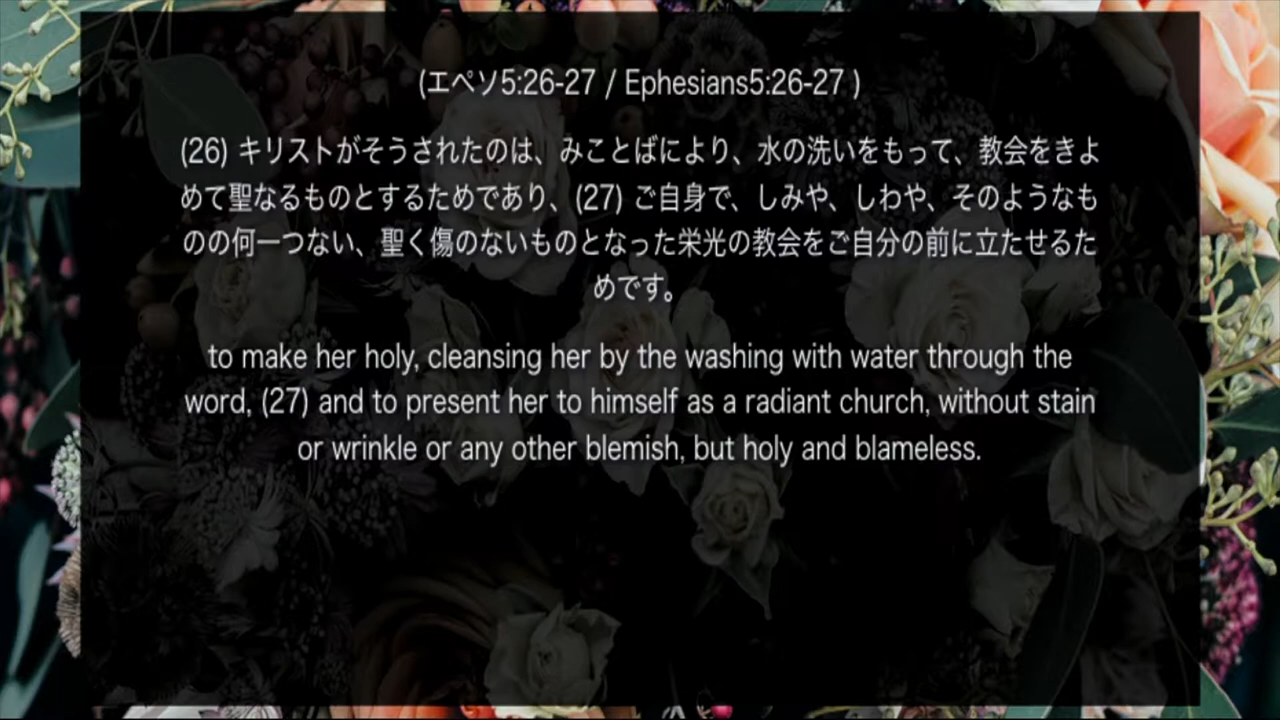 (エペソ5:26-27 / Ephesians5:26-27 )
(26) キリストがそうされたのは、みことばにより、水の洗いをもって、教会をきよ
めて聖なるものとするためであり、(27) ご自身で、しみや、しわや、そのようなも
のの何一つない、聖く傷のないものとなった栄光の教会をご自分の前に立たせるた
めです。
to make her holy, cleansing her by the washing with water through the
word, (27) and to present her to himself as a radiant church, without stain
or wrinkle or any other blemish, but holy and blameless.